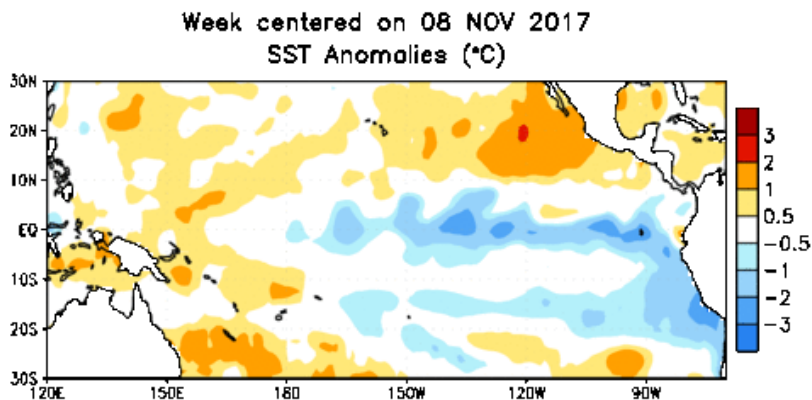 Week centered on 08 NOV 2017
SST Anomalies (°C)
30N
20N
10N
EQ
10S
20S
30S
120E 150E 180 150W 120W 90W
3
2
1
0.5
-0.5
-1
-2
-3